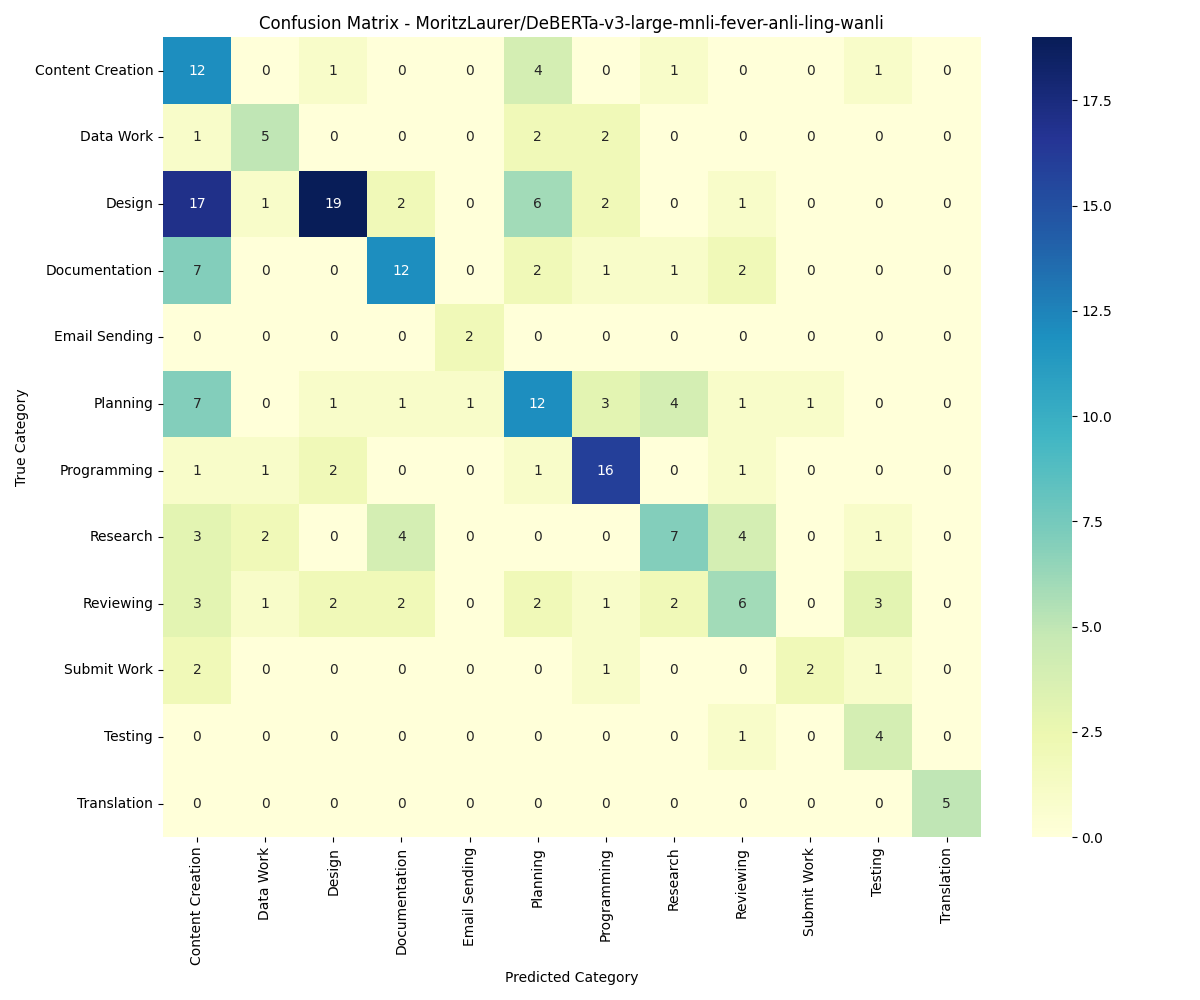 Confusion Matrix - MoritzLaurer/DeBERTa-v3-large-mnli-fever-anli-ling-wanli
True Category
Content Creation 12 0 1 0 0 4 0 1 0 0 1 0
Data Work 1 5 0 0 0 2 2 0 0 0 0 0
Design 17 1 19 2 0 6 2 0 1 0 0 0
Documentation 7 0 0 12 0 2 1 1 2 0 0 0
Email Sending 0 0 0 0 2 0 0 0 0 0 0 0
Planning 7 0 1 1 1 12 3 4 1 1 0 0
Programming 1 1 2 0 0 1 16 0 1 0 0 0
Research 3 2 0 4 0 0 0 7 4 0 1 0
Reviewing 3 1 2 2 0 2 1 2 6 0 3 0
Submit Work 2 0 0 0 0 0 1 0 0 2 1 0
Testing 0 0 0 0 0 0 0 0 1 0 4 0
Translation 0 0 0 0 0 0 0 0 0 0 0 5
Content Creation
Data Work
Design
Documentation
Email Sending
Planning
Programming
Research
Reviewing
Submit Work
Testing
Translation
Predicted Category
17.5
15.0
12.5
10.0
7.5
5.0
2.5
0.0